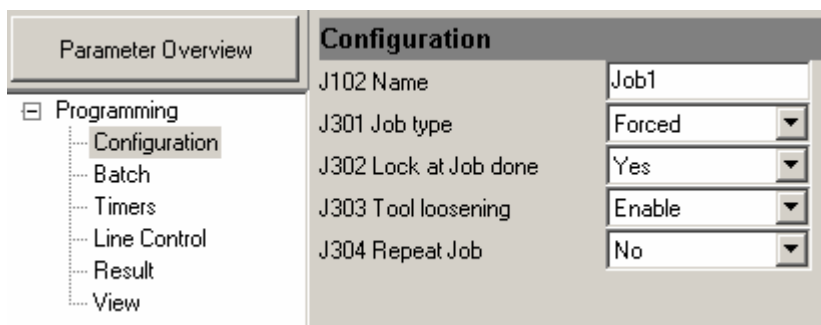 Parameter Overview
Programming
Configuration
Batch
Timers
Line Control
Result
View
Configuration
J102 Name Job1
J301 Job type Forced
J302 Lock at Job done Yes
J303 Tool loosening Enable
J304 Repeat Job No